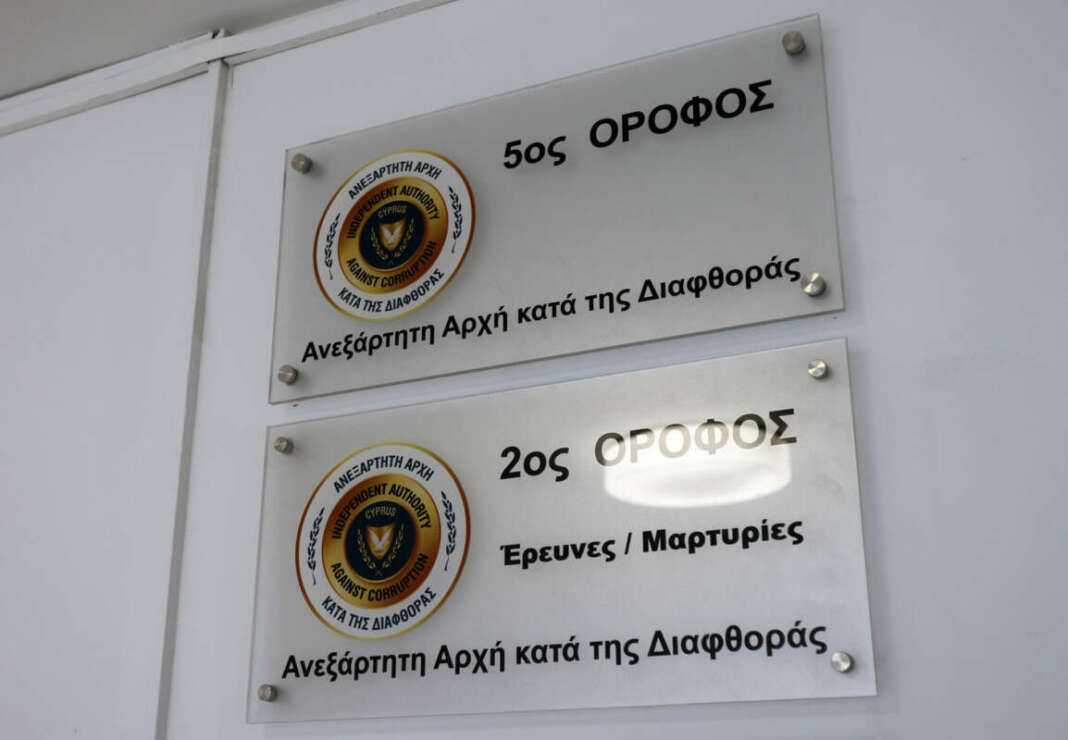 5ος ΟΡΟΦΟΣ
ΑΝΕΞΑΡΤΗΤΗ ΑΡΧΗ
INDEPENDENT AUTHORITY
CYPRUS
AGAINST CORRUPTION
ΚΑΤΑ ΤΗΣ ΔΙΑΦΘΟΡΑΣ
Ανεξάρτητη Αρχή κατά της Διαφθοράς
2ος ΟΡΟΦΟΣ
ΑΝΕΞΑΡΤΗΤΗ ΑΡΧΗ
INDEPENDENT AUTHORITY
CYPRUS
AGAINST CORRUPTION
ΚΑΤΑ ΤΗΣ ΔΙΑΦΘΟΡΑΣ
Έρευνες / Μαρτυρίες
Ανεξάρτητη Αρχή κατά της Διαφθοράς